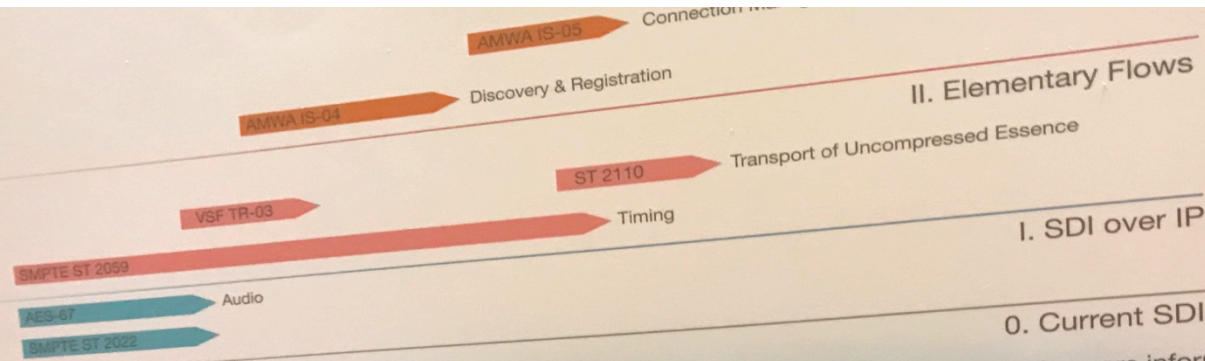 AMWA IS-05
Connection
AMWA IS-04
Discovery & Registration
II. Elementary Flows
ST 2110
Transport of Uncompressed Essence
VSF TR-03
SMPTE ST 2059
Timing
I. SDI over IP
AES-67
Audio
SMPTE ST 2022
0. Current SDI